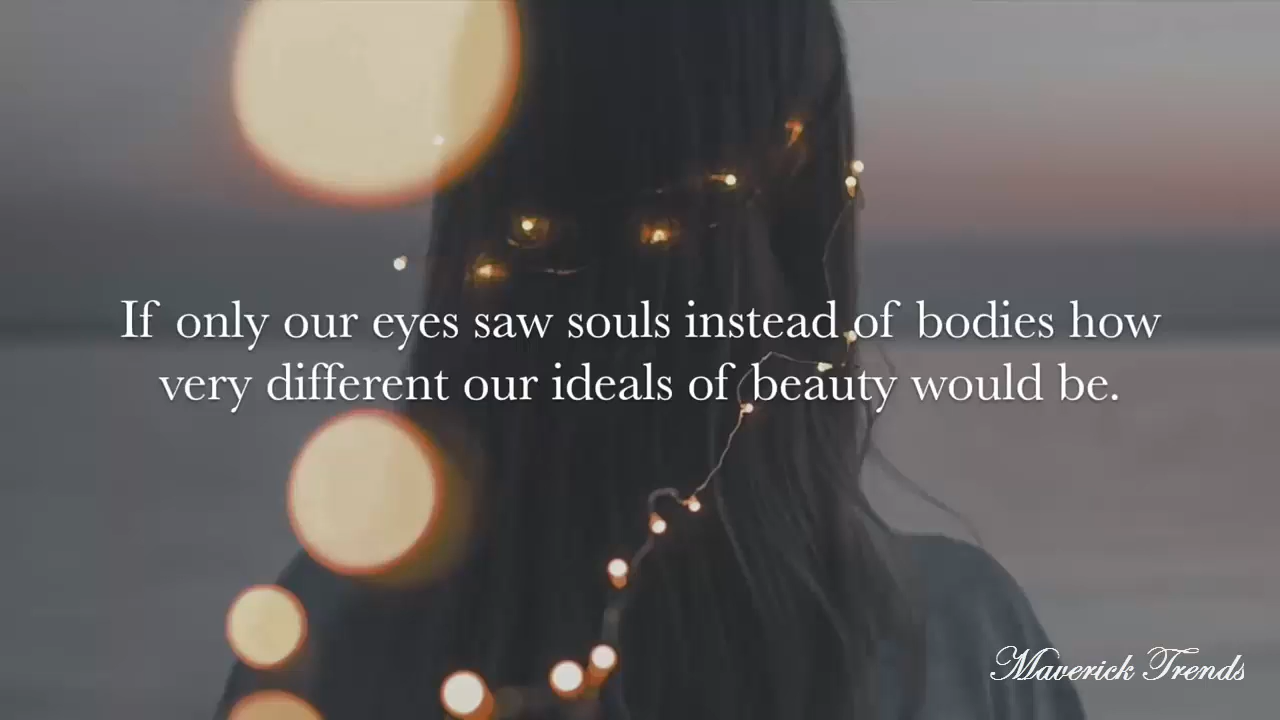 If only our eyes saw souls instead of bodies how
very different our ideals of beauty would be.
Maverick Trends